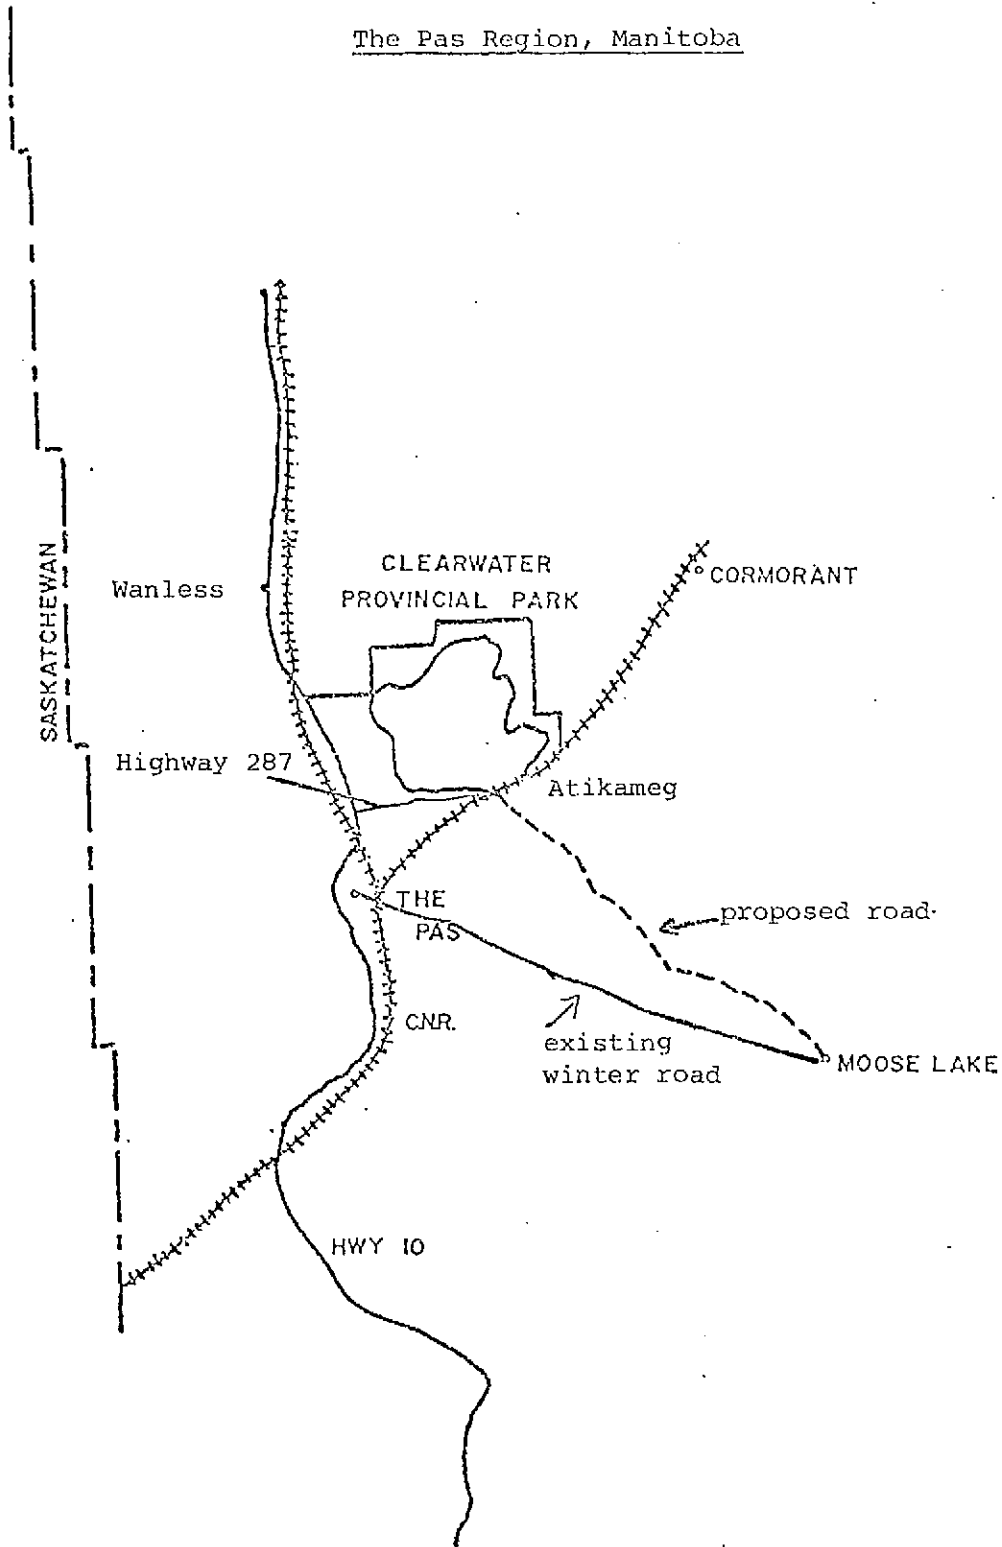 The Pas Region, Manitoba
SASKATCHEWAN
Wanless
CLEARWATER
PROVINCIAL PARK
CORMORANT
Highway 287
Atikameg
THE
PAS
proposed road
C.N.R.
existing
winter road
MOOSE LAKE
HWY 10